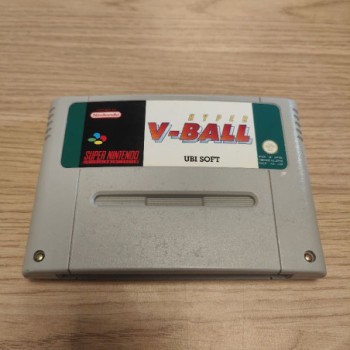 Nintendo
SUPER NINTENDO
HYPER
V-BALL
UBI SOFT